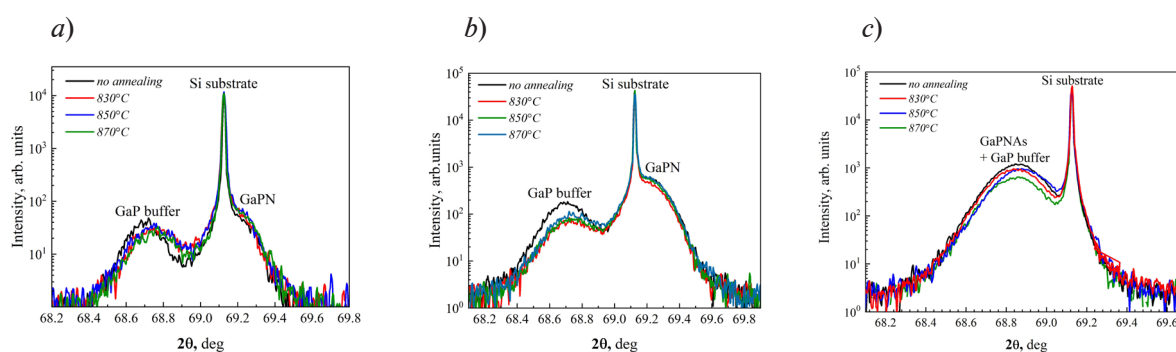 a)
no annealing
830°C
850°C
870°C
Si substrate
GaP buffer
GaPN
Intensity, arb. units
10⁴
10³
10²
10¹
68.2 68.4 68.6 68.8 69.0 69.2 69.4 69.6 69.8
2θ, deg
b)
no annealing
830°C
850°C
870°C
Si substrate
GaP buffer
GaPN
Intensity, arb.units
10⁵
10⁴
10³
10²
10¹
10⁰
68.2 68.4 68.6 68.8 69.0 69.2 69.4 69.6 69.8
2θ, deg
c)
no annealing
830°C
850°C
870°C
Si substrate
GaPNAs
+ GaP buffer
Intensity, arb. units
10⁵
10⁴
10³
10²
10¹
10⁰
68.2 68.4 68.6 68.8 69.0 69.2 69.4 69.6
2θ, deg